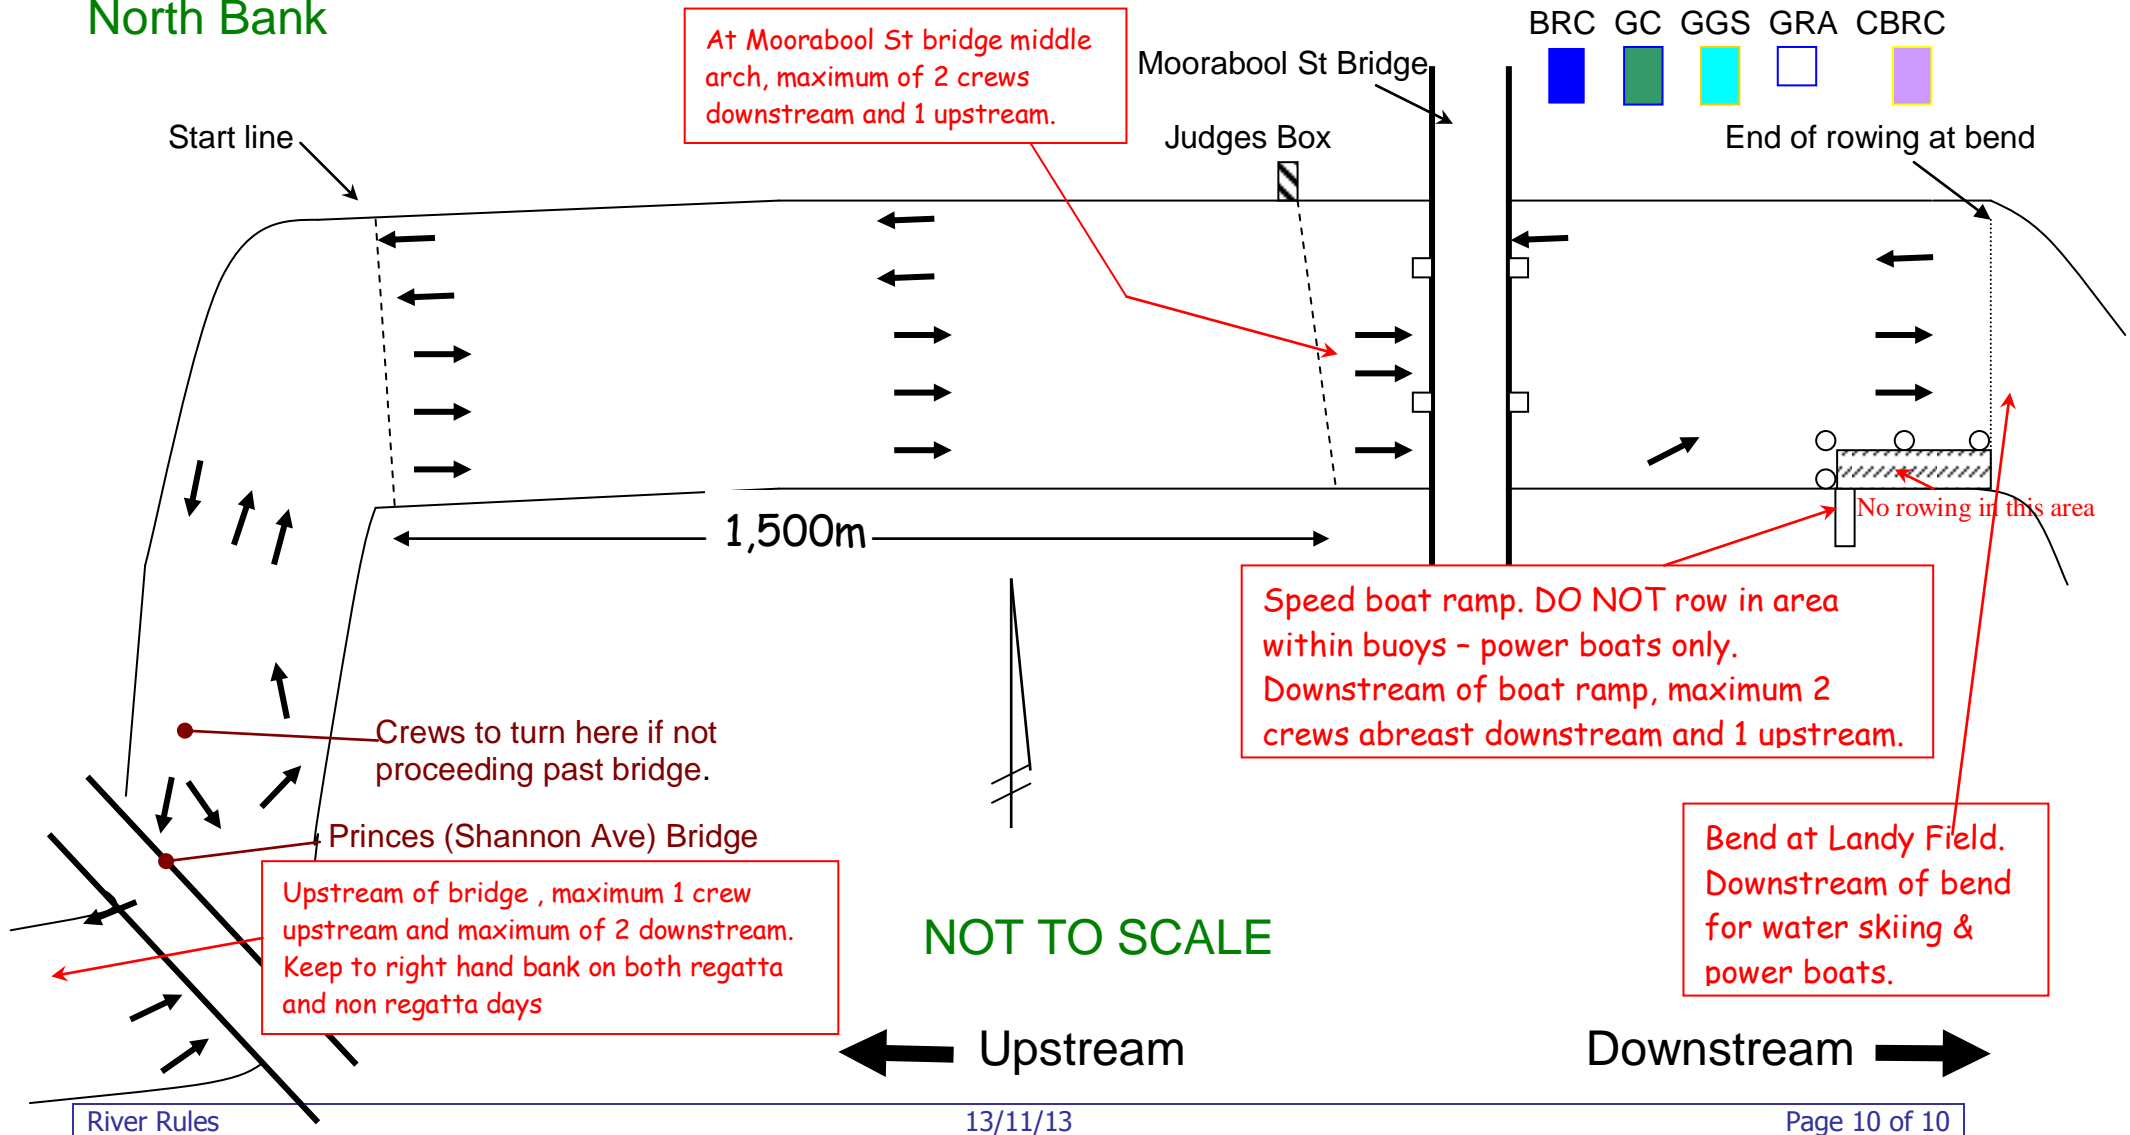 North Bank
BRC GC GGS GRA CBRC
At Moorabool St bridge middle
arch, maximum of 2 crews
downstream and 1 upstream.
Moorabool St Bridge
Start line
Judges Box
End of rowing at bend
1,500m
No rowing in this area
Speed boat ramp. DO NOT row in area
within buoys – power boats only.
Downstream of boat ramp, maximum 2
crews abreast downstream and 1 upstream.
Crews to turn here if not
proceeding past bridge.
Princes (Shannon Ave) Bridge
Upstream of bridge , maximum 1 crew
upstream and maximum of 2 downstream.
Keep to right hand bank on both regatta
and non regatta days
NOT TO SCALE
Bend at Landy Field.
Downstream of bend
for water skiing &
power boats.
Upstream
Downstream
River Rules 13/11/13 Page 10 of 10